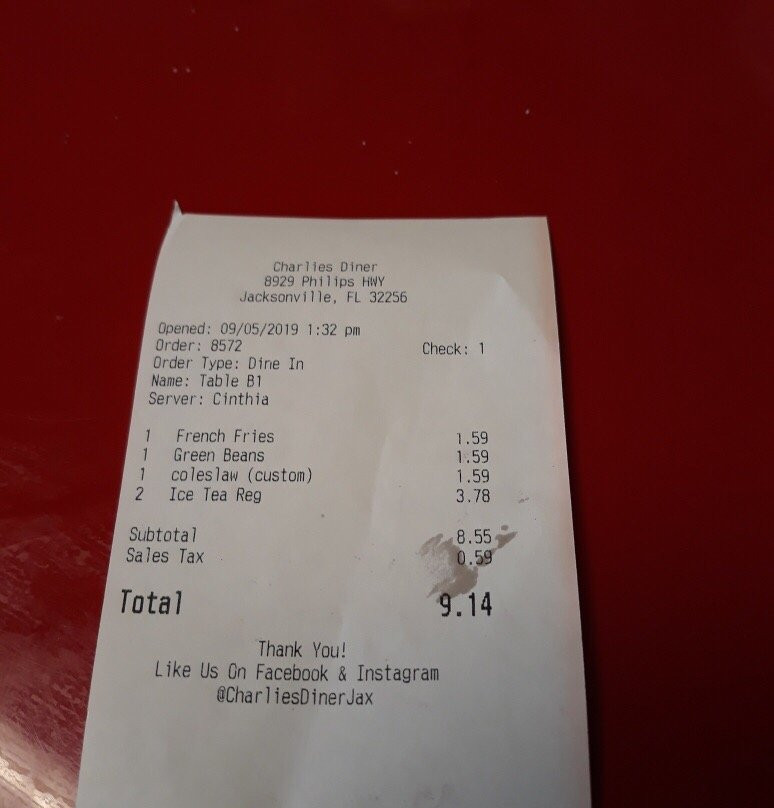 Charlies Diner
8929 Philips HWY
Jacksonville, FL 32256
Opened: 09/05/2019 1:32 pm
Order: 8572 Check: 1
Order Type: Dine In
Name: Table B1
Server: Cinthia
1 French Fries 1.59
1 Green Beans 1.59
1 coleslaw (custom) 1.59
2 Ice Tea Reg 3.78
Subtotal 8.55
Sales Tax 0.59
Total 9.14
Thank You!
Like Us On Facebook & Instagram
@CharliesDinerJax